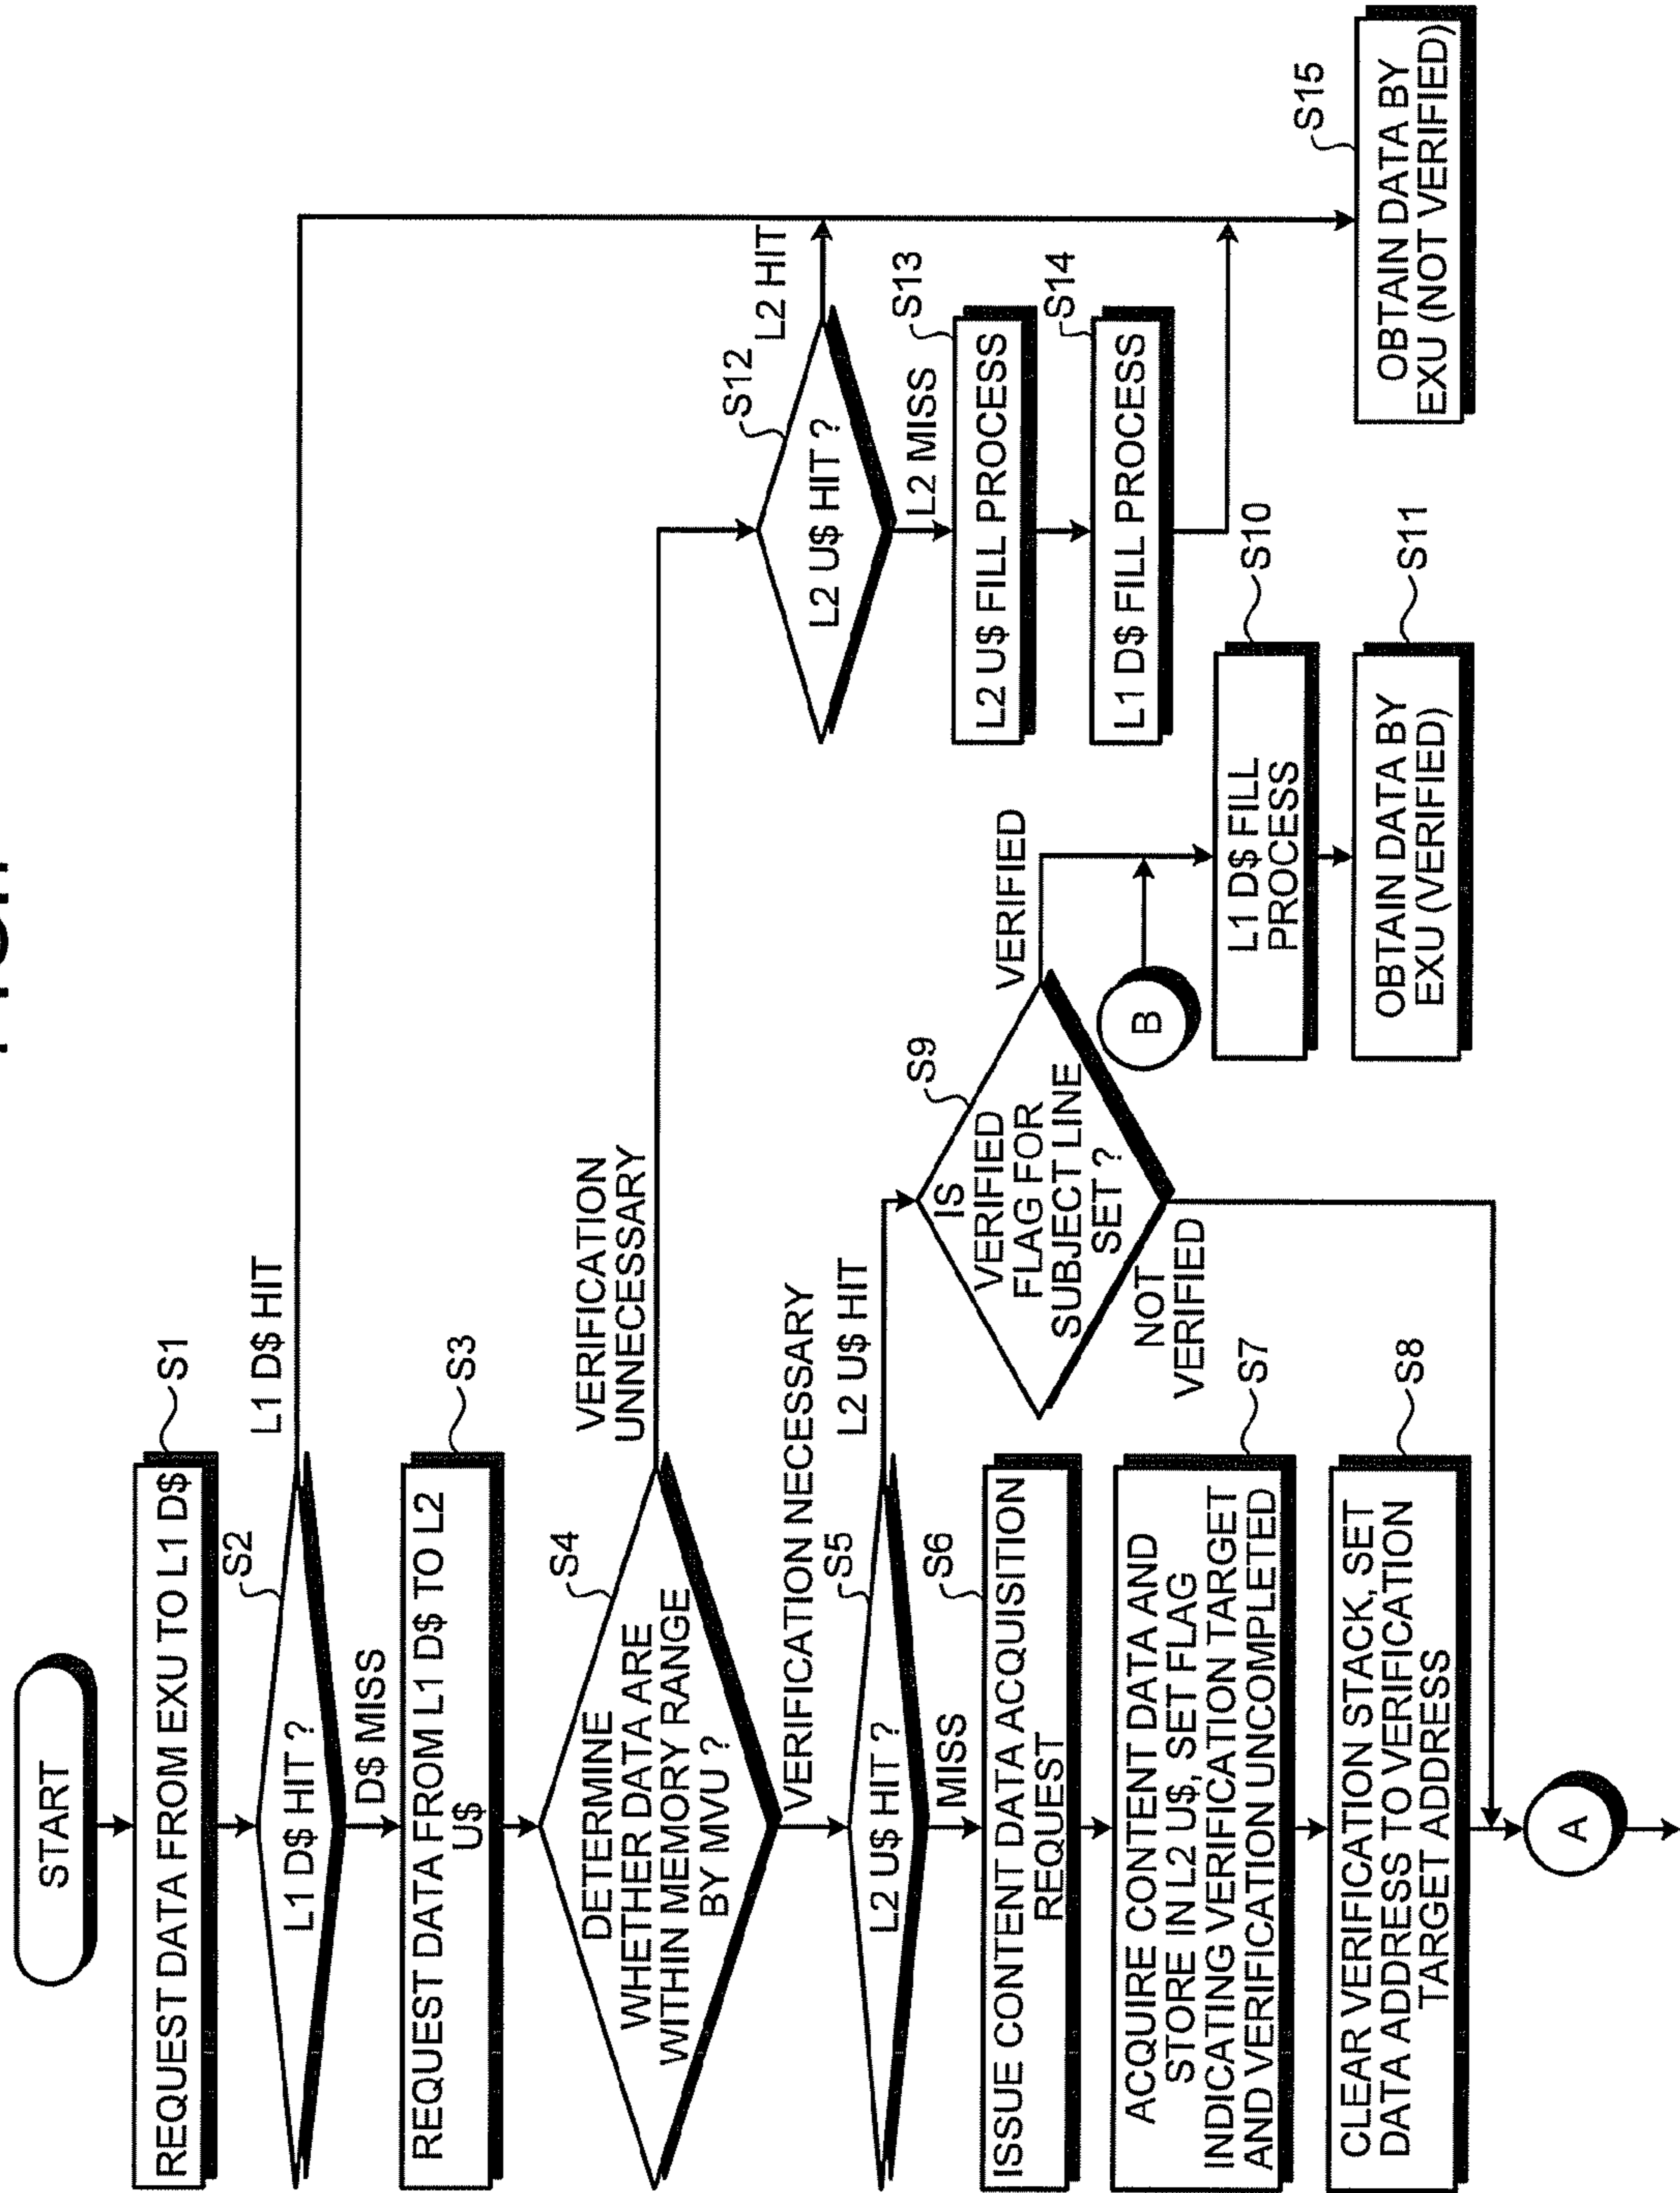 START
REQUEST DATA FROM EXU TO L1 D$
S1
L1 D$ HIT ?
S2
L1 D$ HIT
D$ MISS
REQUEST DATA FROM L1 D$ TO L2
U$
S3
DETERMINE
WHETHER DATA ARE
WITHIN MEMORY RANGE
BY MVU ?
S4
VERIFICATION
UNNECESSARY
VERIFICATION NECESSARY
L2 U$ HIT ?
S5
L2 U$ HIT
MISS
ISSUE CONTENT DATA ACQUISITION
REQUEST
S6
ACQUIRE CONTENT DATA AND
STORE IN L2 U$, SET FLAG
INDICATING VERIFICATION TARGET
AND VERIFICATION UNCOMPLETED
S7
CLEAR VERIFICATION STACK, SET
DATA ADDRESS TO VERIFICATION
TARGET ADDRESS
S8
A
IS
VERIFIED
FLAG FOR
SUBJECT LINE
SET ?
S9
VERIFIED
NOT
VERIFIED
B
L1 D$ FILL
PROCESS
S10
OBTAIN DATA BY
EXU (VERIFIED)
S11
L2 U$ HIT ?
S12
L2 HIT
L2 MISS
L2 U$ FILL PROCESS
S13
L1 D$ FILL PROCESS
S14
OBTAIN DATA BY
EXU (NOT VERIFIED)
S15